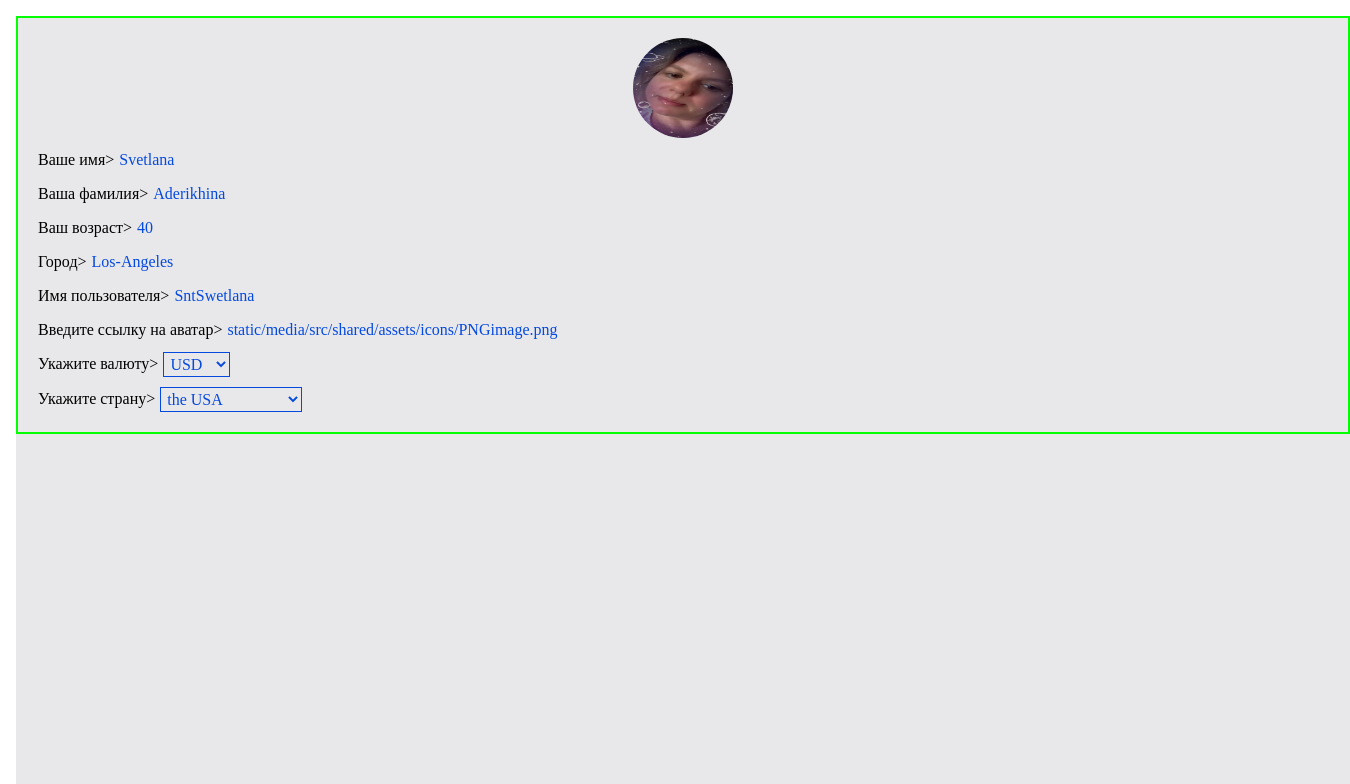 Ваше имя> Svetlana
Ваша фамилия> Aderikhina
Ваш возраст> 40
Город> Los-Angeles
Имя пользователя> SntSwetlana
Введите ссылку на аватар> static/media/src/shared/assets/icons/PNGimage.png
Укажите валюту> USD
Укажите страну> the USA